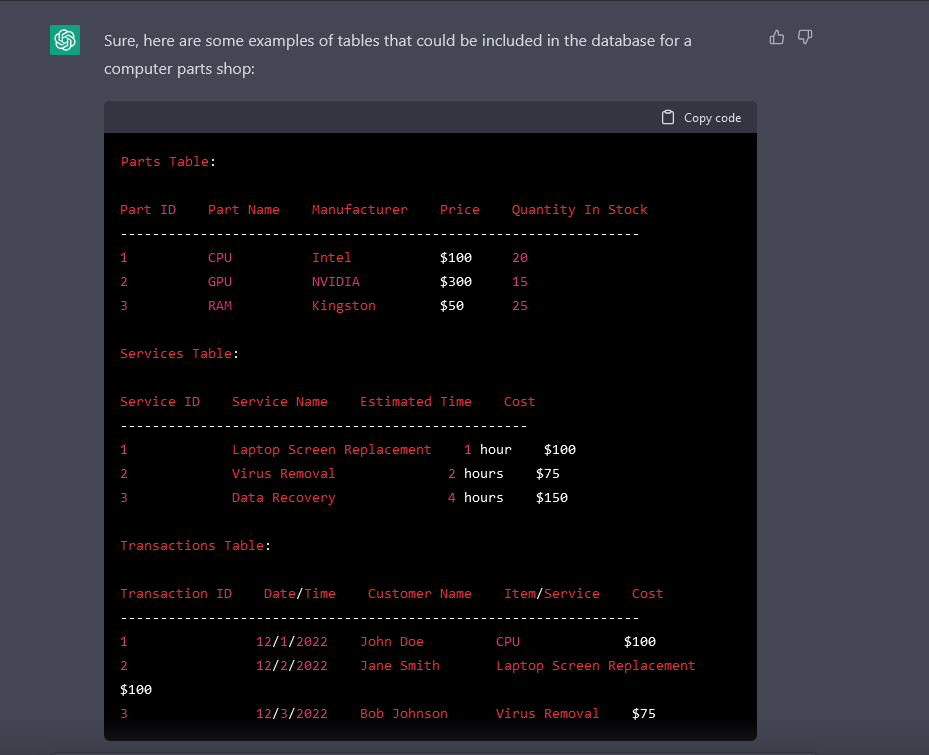 Sure, here are some examples of tables that could be included in the database for a
computer parts shop:
Copy code
Parts Table:
Part ID    Part Name    Manufacturer    Price    Quantity In Stock
-----------------------------------------------------------------
1          CPU          Intel           $100     20
2          GPU          NVIDIA          $300     15
3          RAM          Kingston        $50      25
Services Table:
Service ID    Service Name    Estimated Time    Cost
---------------------------------------------------
1             Laptop Screen Replacement    1 hour    $100
2             Virus Removal              2 hours    $75
3             Data Recovery              4 hours    $150
Transactions Table:
Transaction ID    Date/Time    Customer Name    Item/Service    Cost
-----------------------------------------------------------------
1                12/1/2022    John Doe         CPU             $100
2                12/2/2022    Jane Smith       Laptop Screen Replacement
$100
3                12/3/2022    Bob Johnson      Virus Removal    $75